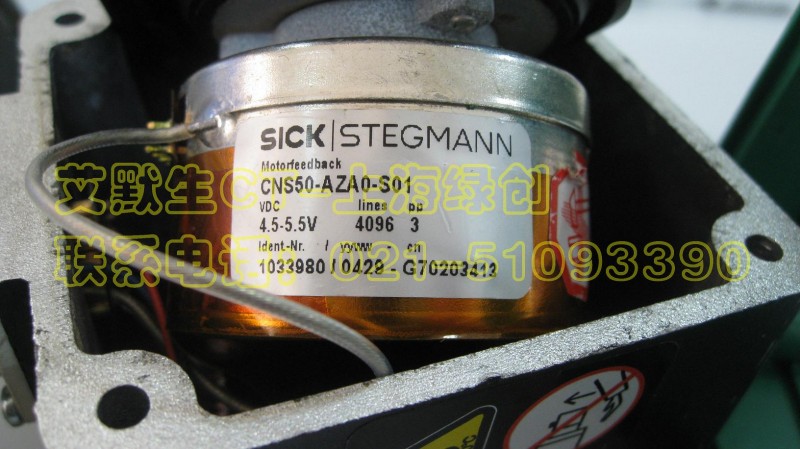 SICK|STEGMANN
Motorfeedback
CNS50-AZA0-S01
VDC lines pp
4.5-5.5V 4096 3
Ident-Nr. / yyww - sn
1033980 / 0428 - G70203413
艾默生CT-上海绿创
联系电话：021-51093390